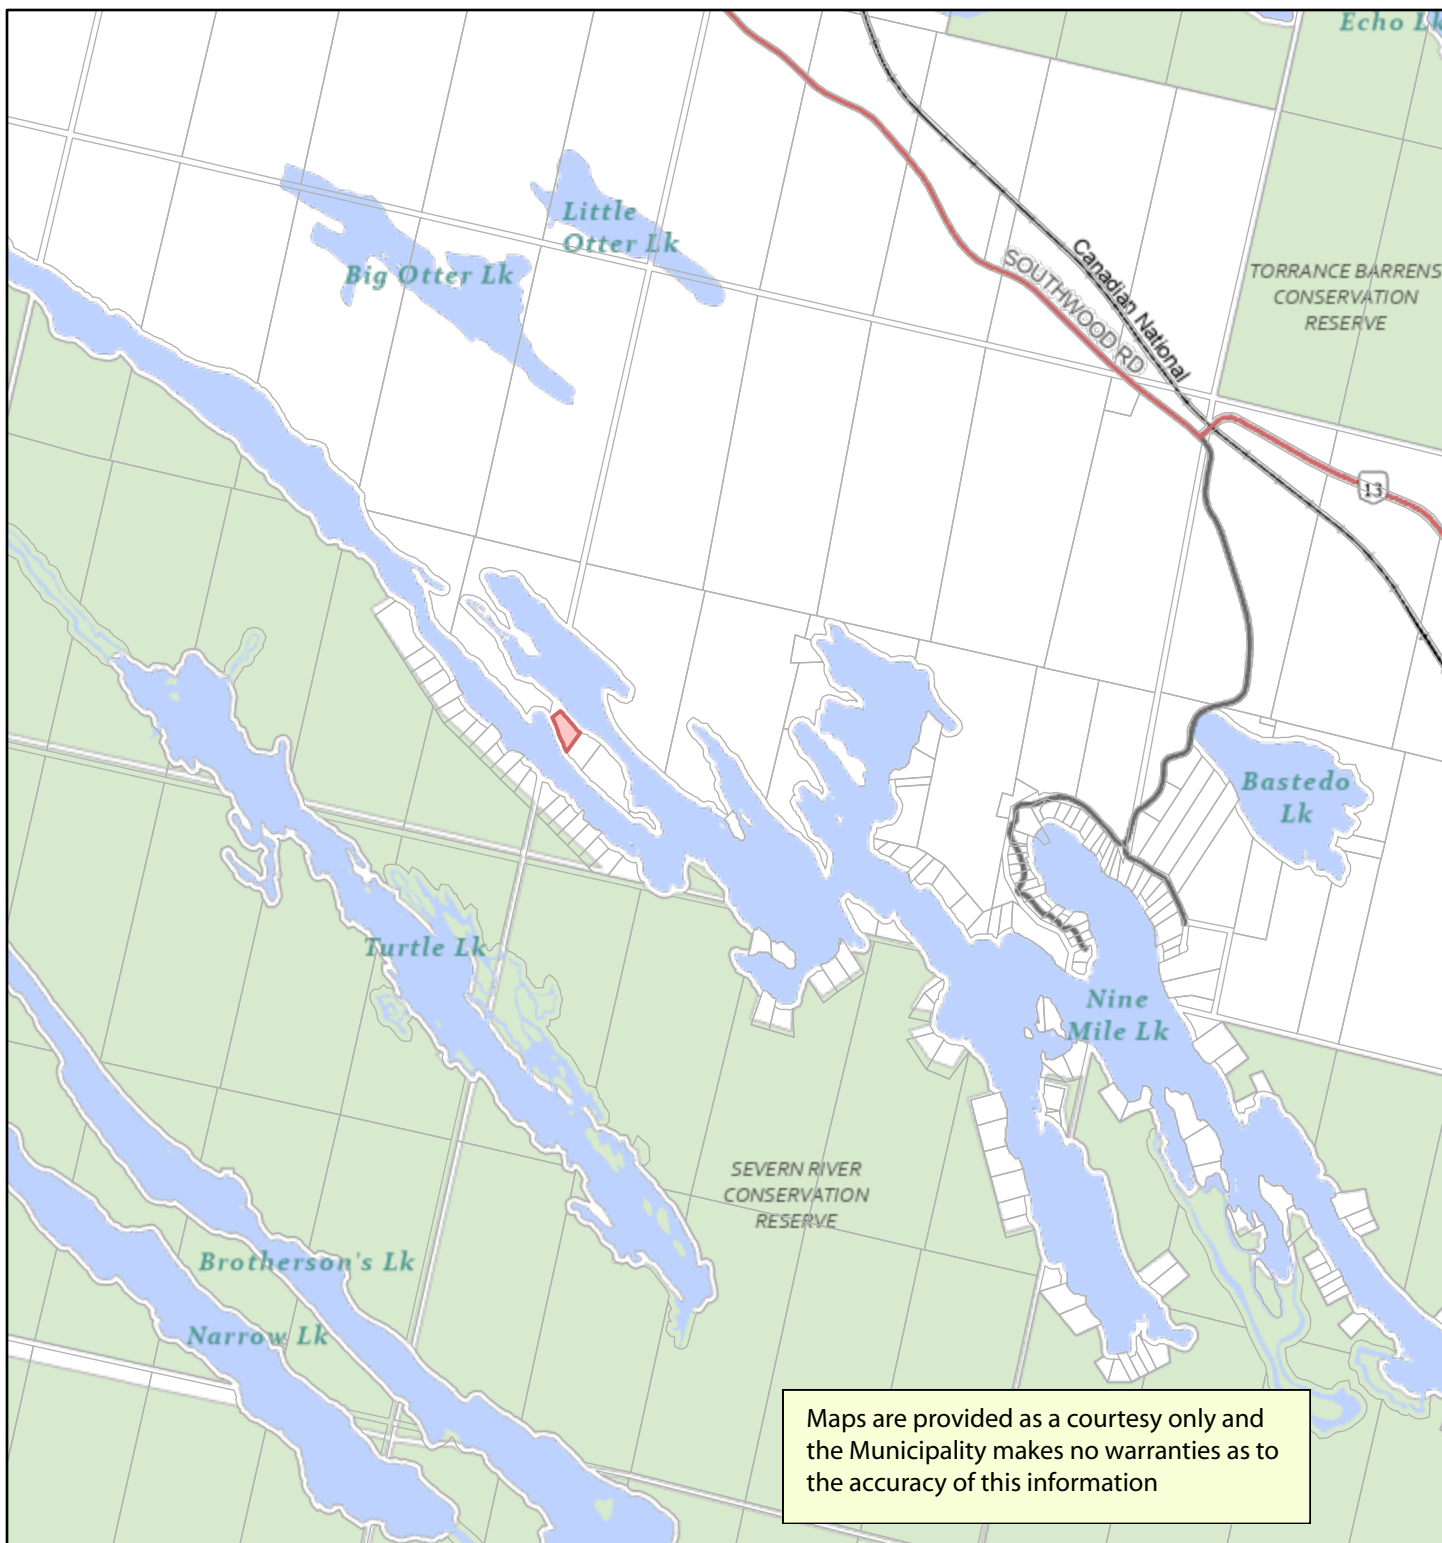 Echo Lk
Little
Otter Lk
Big Otter Lk
Canadian National
SOUTHWOOD RD
TORRANCE BARRENS
CONSERVATION
RESERVE
13
Bastedo
Lk
Turtle Lk
Nine
Mile Lk
SEVERN RIVER
CONSERVATION
RESERVE
Brotherson's Lk
Narrow Lk
Maps are provided as a courtesy only and
the Municipality makes no warranties as to
the accuracy of this information